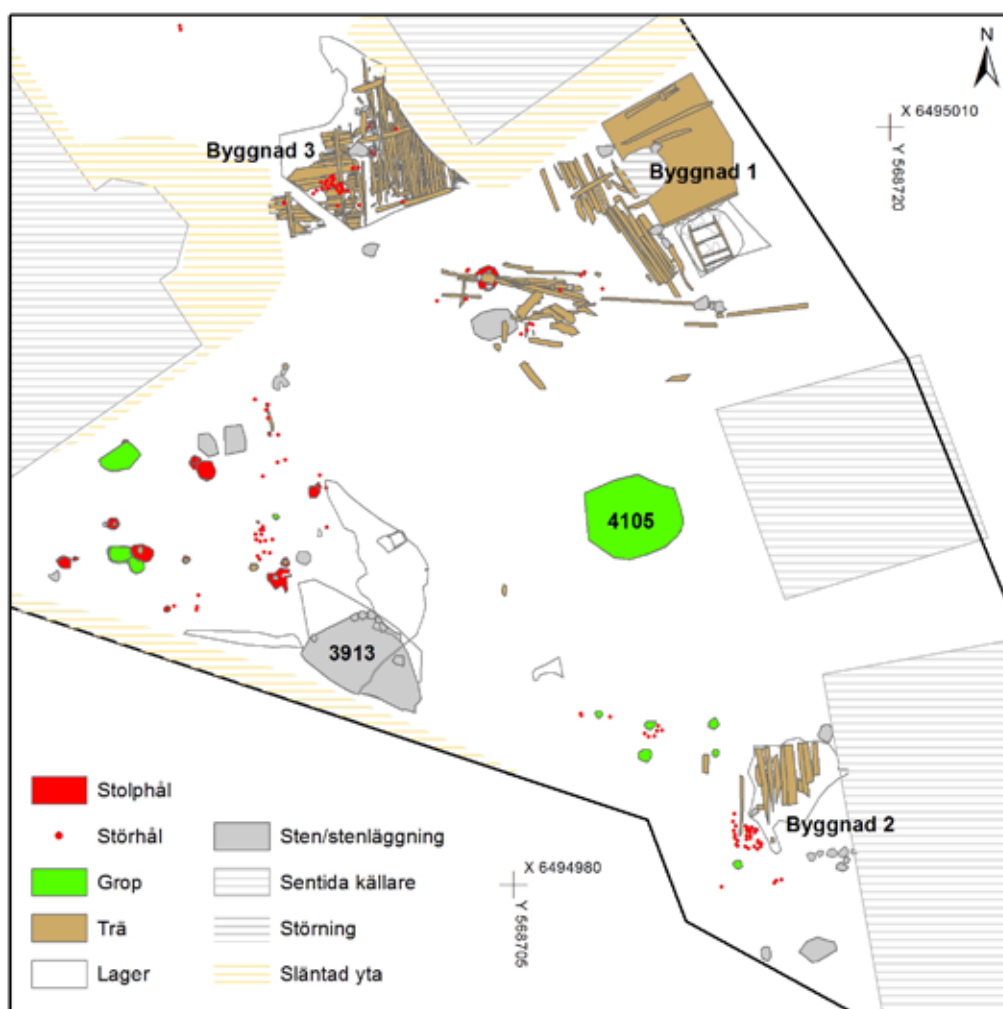 N
X 6495010
Y 568720
Byggnad 3
Byggnad 1
4105
3913
Byggnad 2
X 6494980
Y 568705
Stolphål
Störhål
Grop
Trä
Lager
Sten/stenläggning
Sentida källare
Störning
Släntad yta